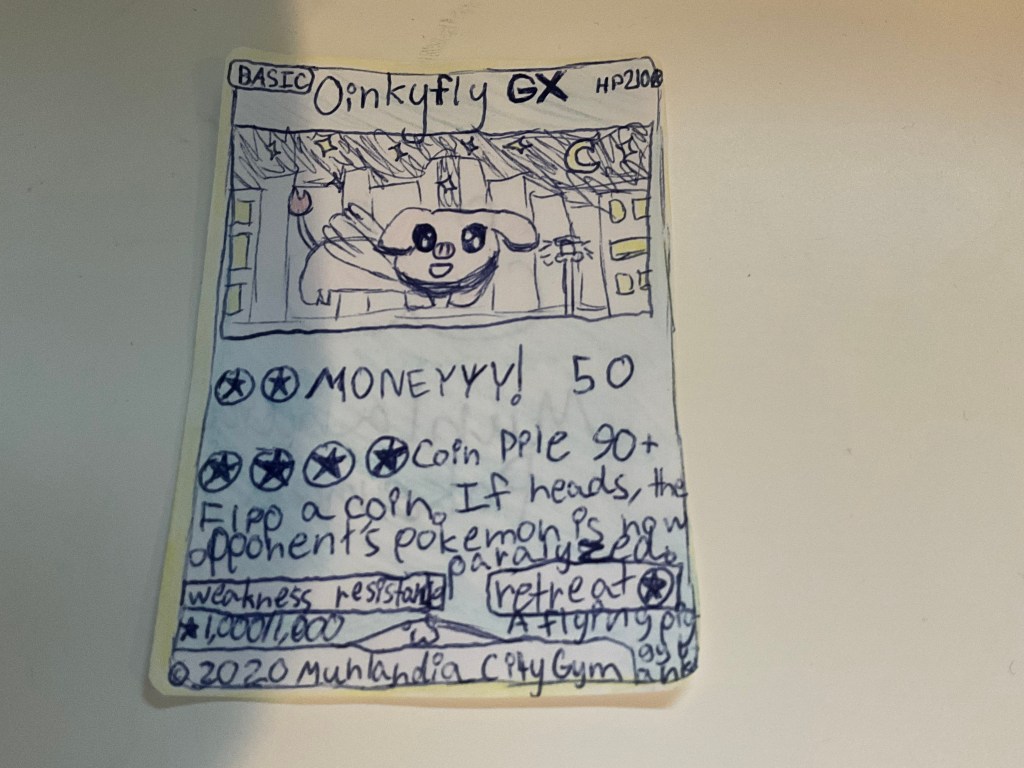 BASIC Oinkyfly GX HP210
MONEYYY! 50
Coin Pile 90+
Flip a coin. If heads, the
opponent's pokemon is now
paralyzed.
weakness resistance retreat
1,000/1,000 A flying pig
©2020 Muhlandia City Gym